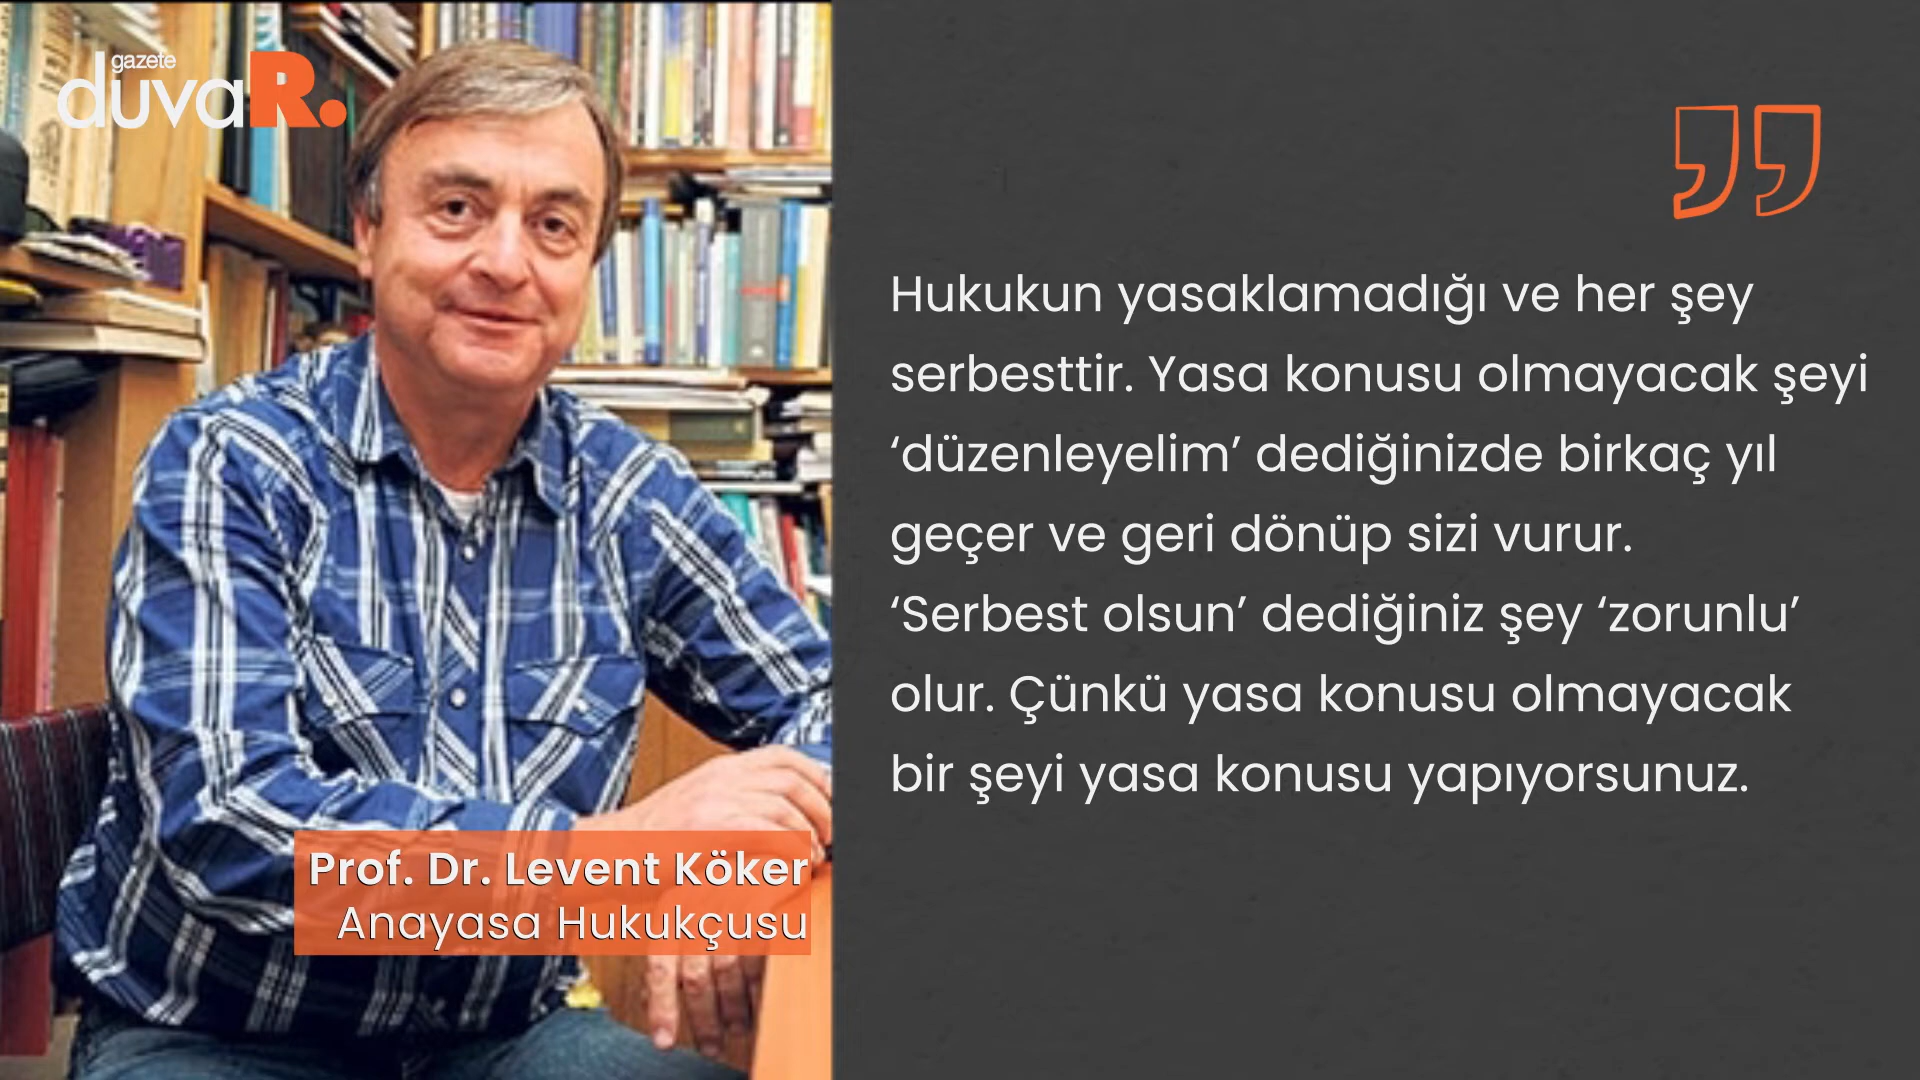 gazete
duvaR.
Hukukun yasaklamadığı ve her şey
serbesttir. Yasa konusu olmayacak şeyi
‘düzenleyelim’ dediğinizde birkaç yıl
geçer ve geri dönüp sizi vurur.
‘Serbest olsun’ dediğiniz şey ‘zorunlu’
olur. Çünkü yasa konusu olmayacak
bir şeyi yasa konusu yapıyorsunuz.
Prof. Dr. Levent Köker
Anayasa Hukukçusu